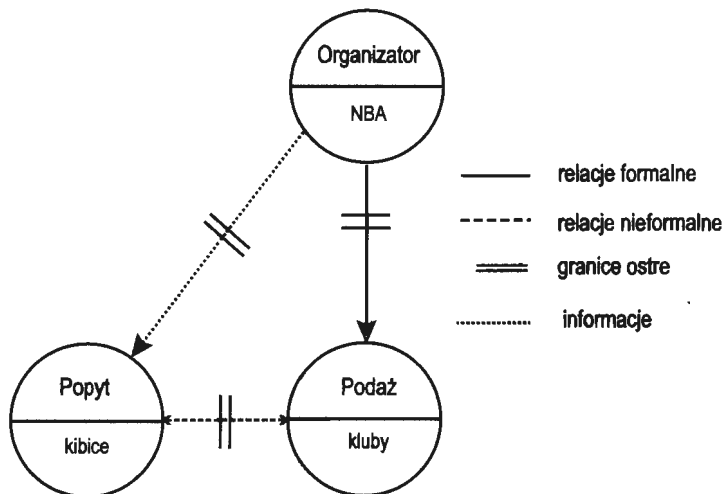 Organizator
NBA
relacje formalne
relacje nieformalne
granice ostre
informacje
Popyt
kibice
Podaż
kluby